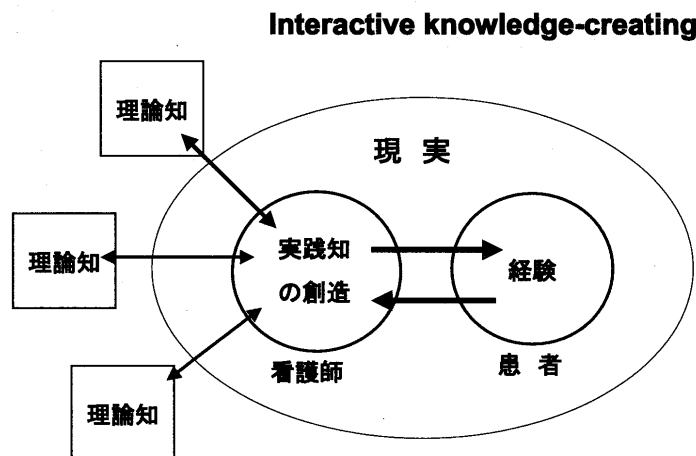 Interactive knowledge-creating
理論知
現 実
理論知
実践知
の創造
経験
看護師
患 者
理論知